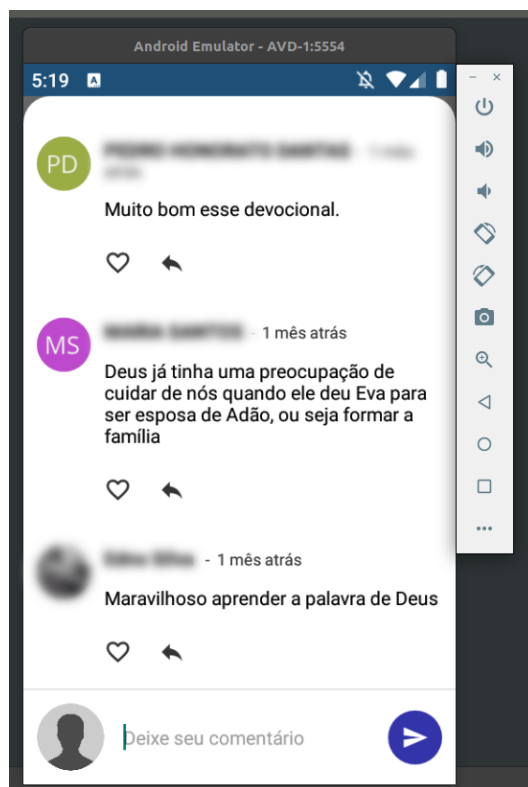 Android Emulator - AVD-1:5554
5:19
A
PD
Muito bom esse devocional.
MS
- 1 mês atrás
Deus já tinha uma preocupação de
cuidar de nós quando ele deu Eva para
ser esposa de Adão, ou seja formar a
família
- 1 mês atrás
Maravilhoso aprender a palavra de Deus
Deixe seu comentário